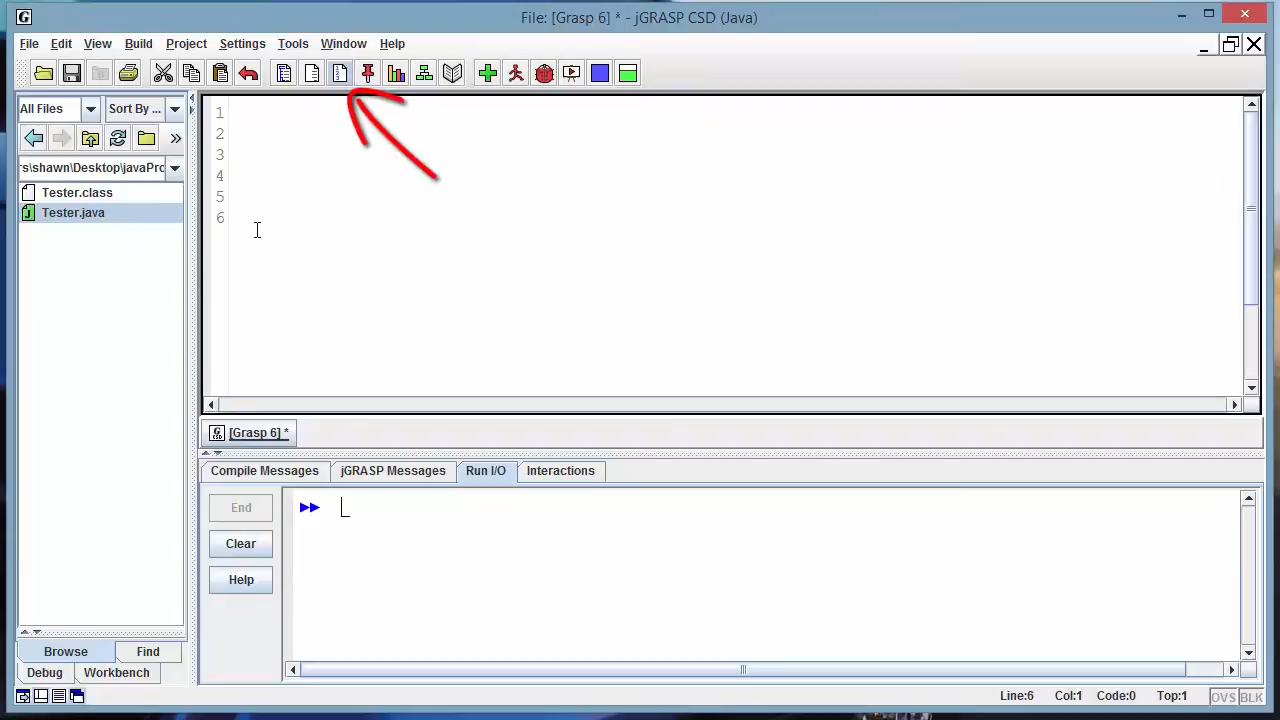 File: [Grasp 6] * - jGRASP CSD (Java)
File Edit View Build Project Settings Tools Window Help
All Files Sort By ...
s\shawn\Desktop\javaPro
Tester.class
Tester.java
1
2
3
4
5
6
[Grasp 6] *
Compile Messages jGRASP Messages Run I/O Interactions
End
Clear
Help
Browse Find
Debug Workbench
Line:6 Col:1 Code:0 Top:1 OVS BLK